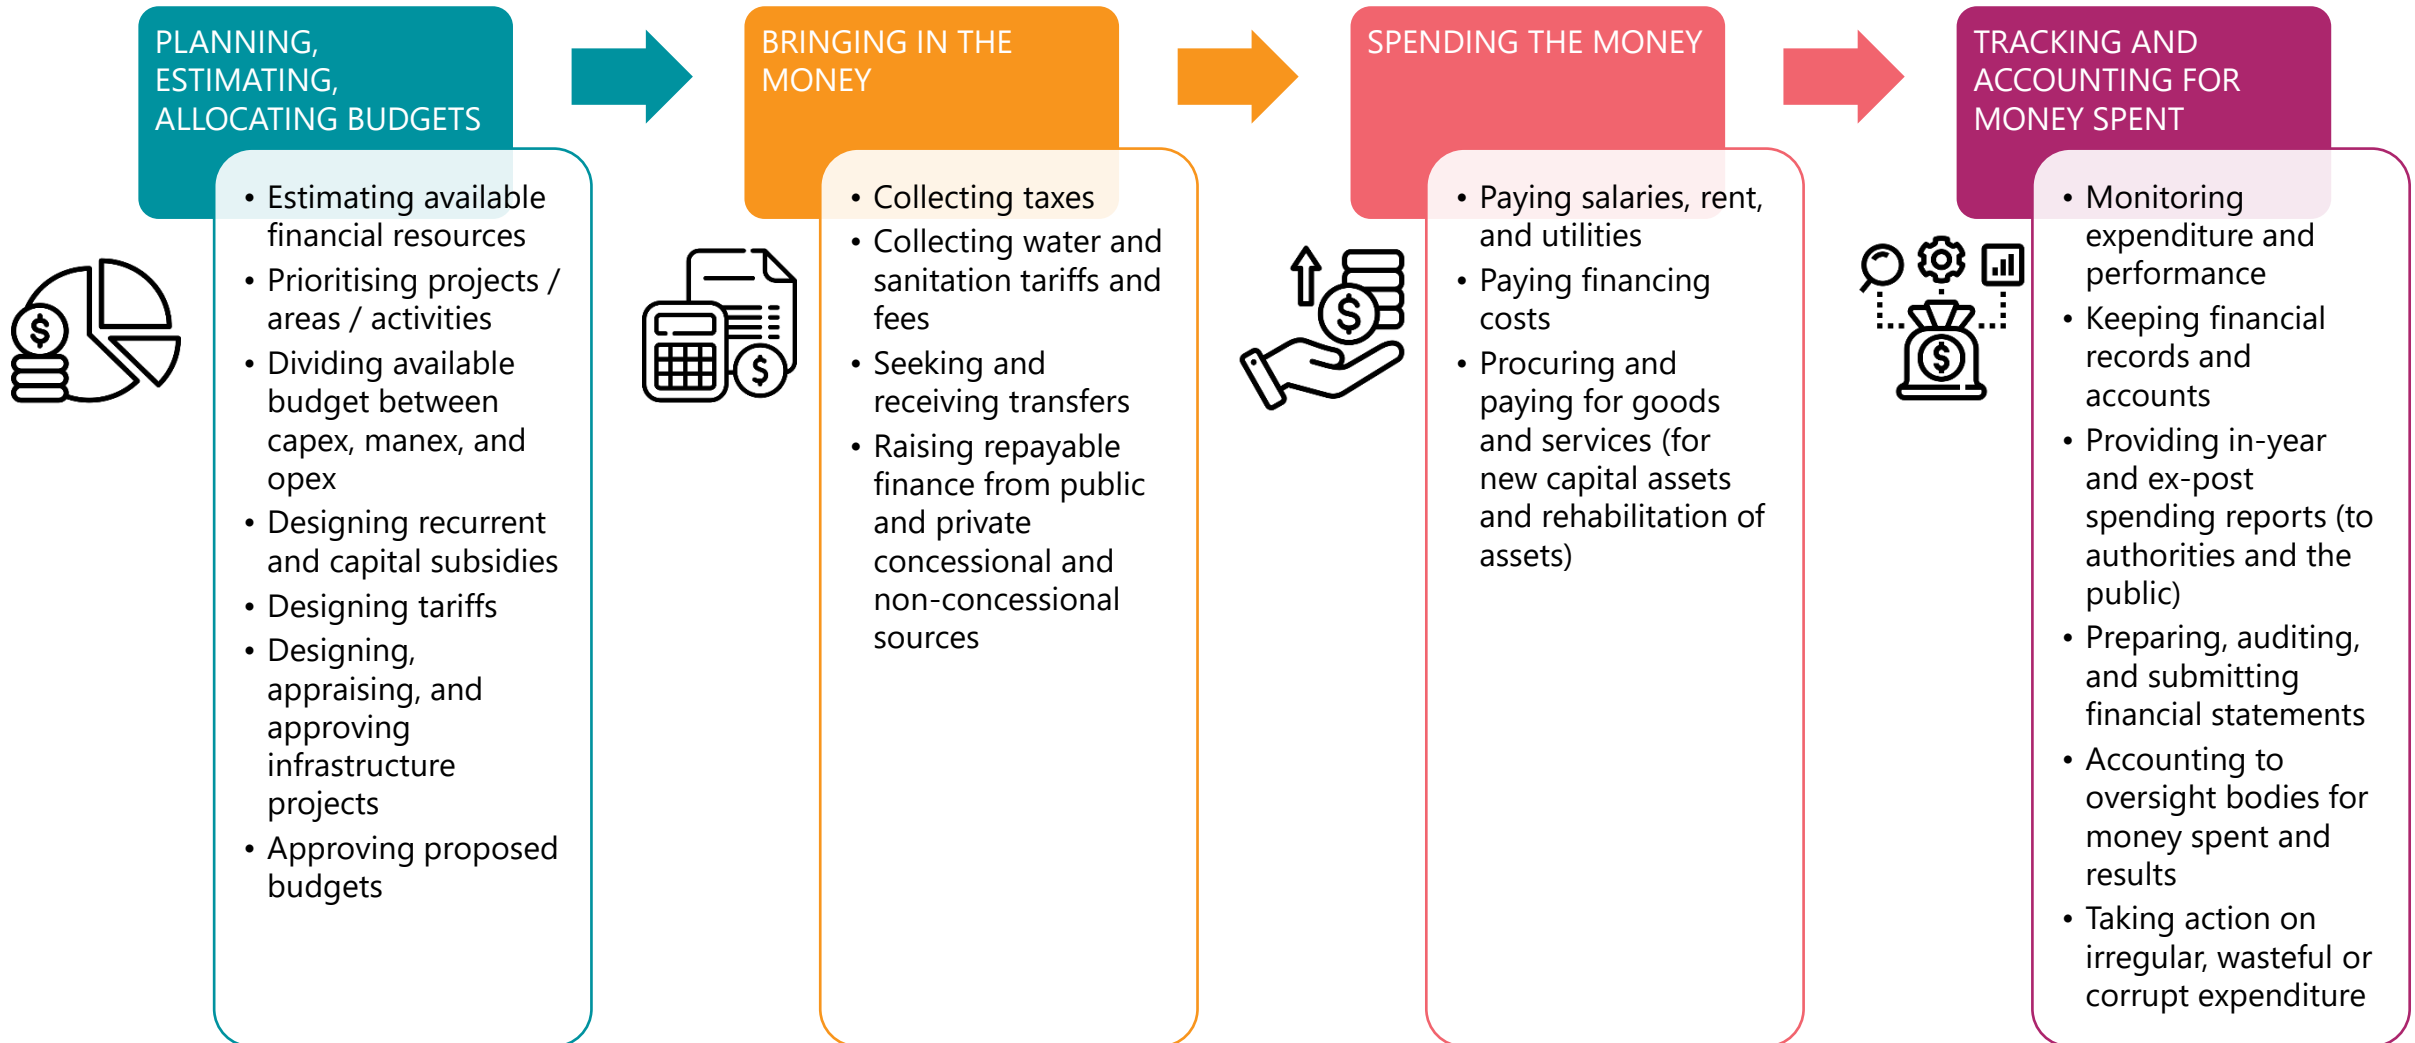 PLANNING,
ESTIMATING,
ALLOCATING BUDGETS
• Estimating available
financial resources
• Prioritising projects /
areas / activities
• Dividing available
budget between
capex, manex, and
opex
• Designing recurrent
and capital subsidies
• Designing tariffs
• Designing,
appraising, and
approving
infrastructure
projects
• Approving proposed
budgets
$
BRINGING IN THE
MONEY
• Collecting taxes
• Collecting water and
sanitation tariffs and
fees
• Seeking and
receiving transfers
• Raising repayable
finance from public
and private
concessional and
non-concessional
sources
$
SPENDING THE MONEY
• Paying salaries, rent,
and utilities
• Paying financing
costs
• Procuring and
paying for goods
and services (for
new capital assets
and rehabilitation of
assets)
$
TRACKING AND
ACCOUNTING FOR
MONEY SPENT
• Monitoring
expenditure and
performance
• Keeping financial
records and
accounts
• Providing in-year
and ex-post
spending reports (to
authorities and the
public)
• Preparing, auditing,
and submitting
financial statements
• Accounting to
oversight bodies for
money spent and
results
• Taking action on
irregular, wasteful or
corrupt expenditure
$